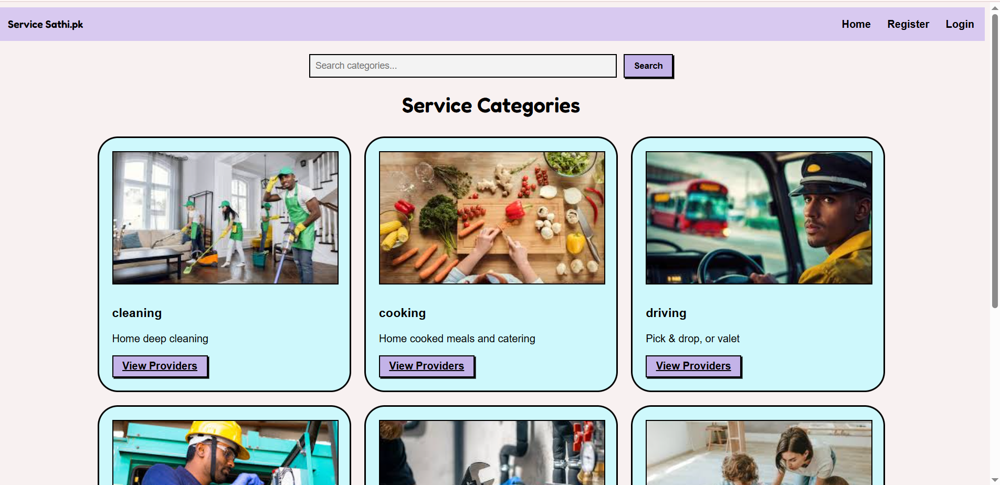 Service Sathi.pk
Home Register Login
Search categories...
Search
Service Categories
cleaning
Home deep cleaning
View Providers
cooking
Home cooked meals and catering
View Providers
driving
Pick & drop, or valet
View Providers